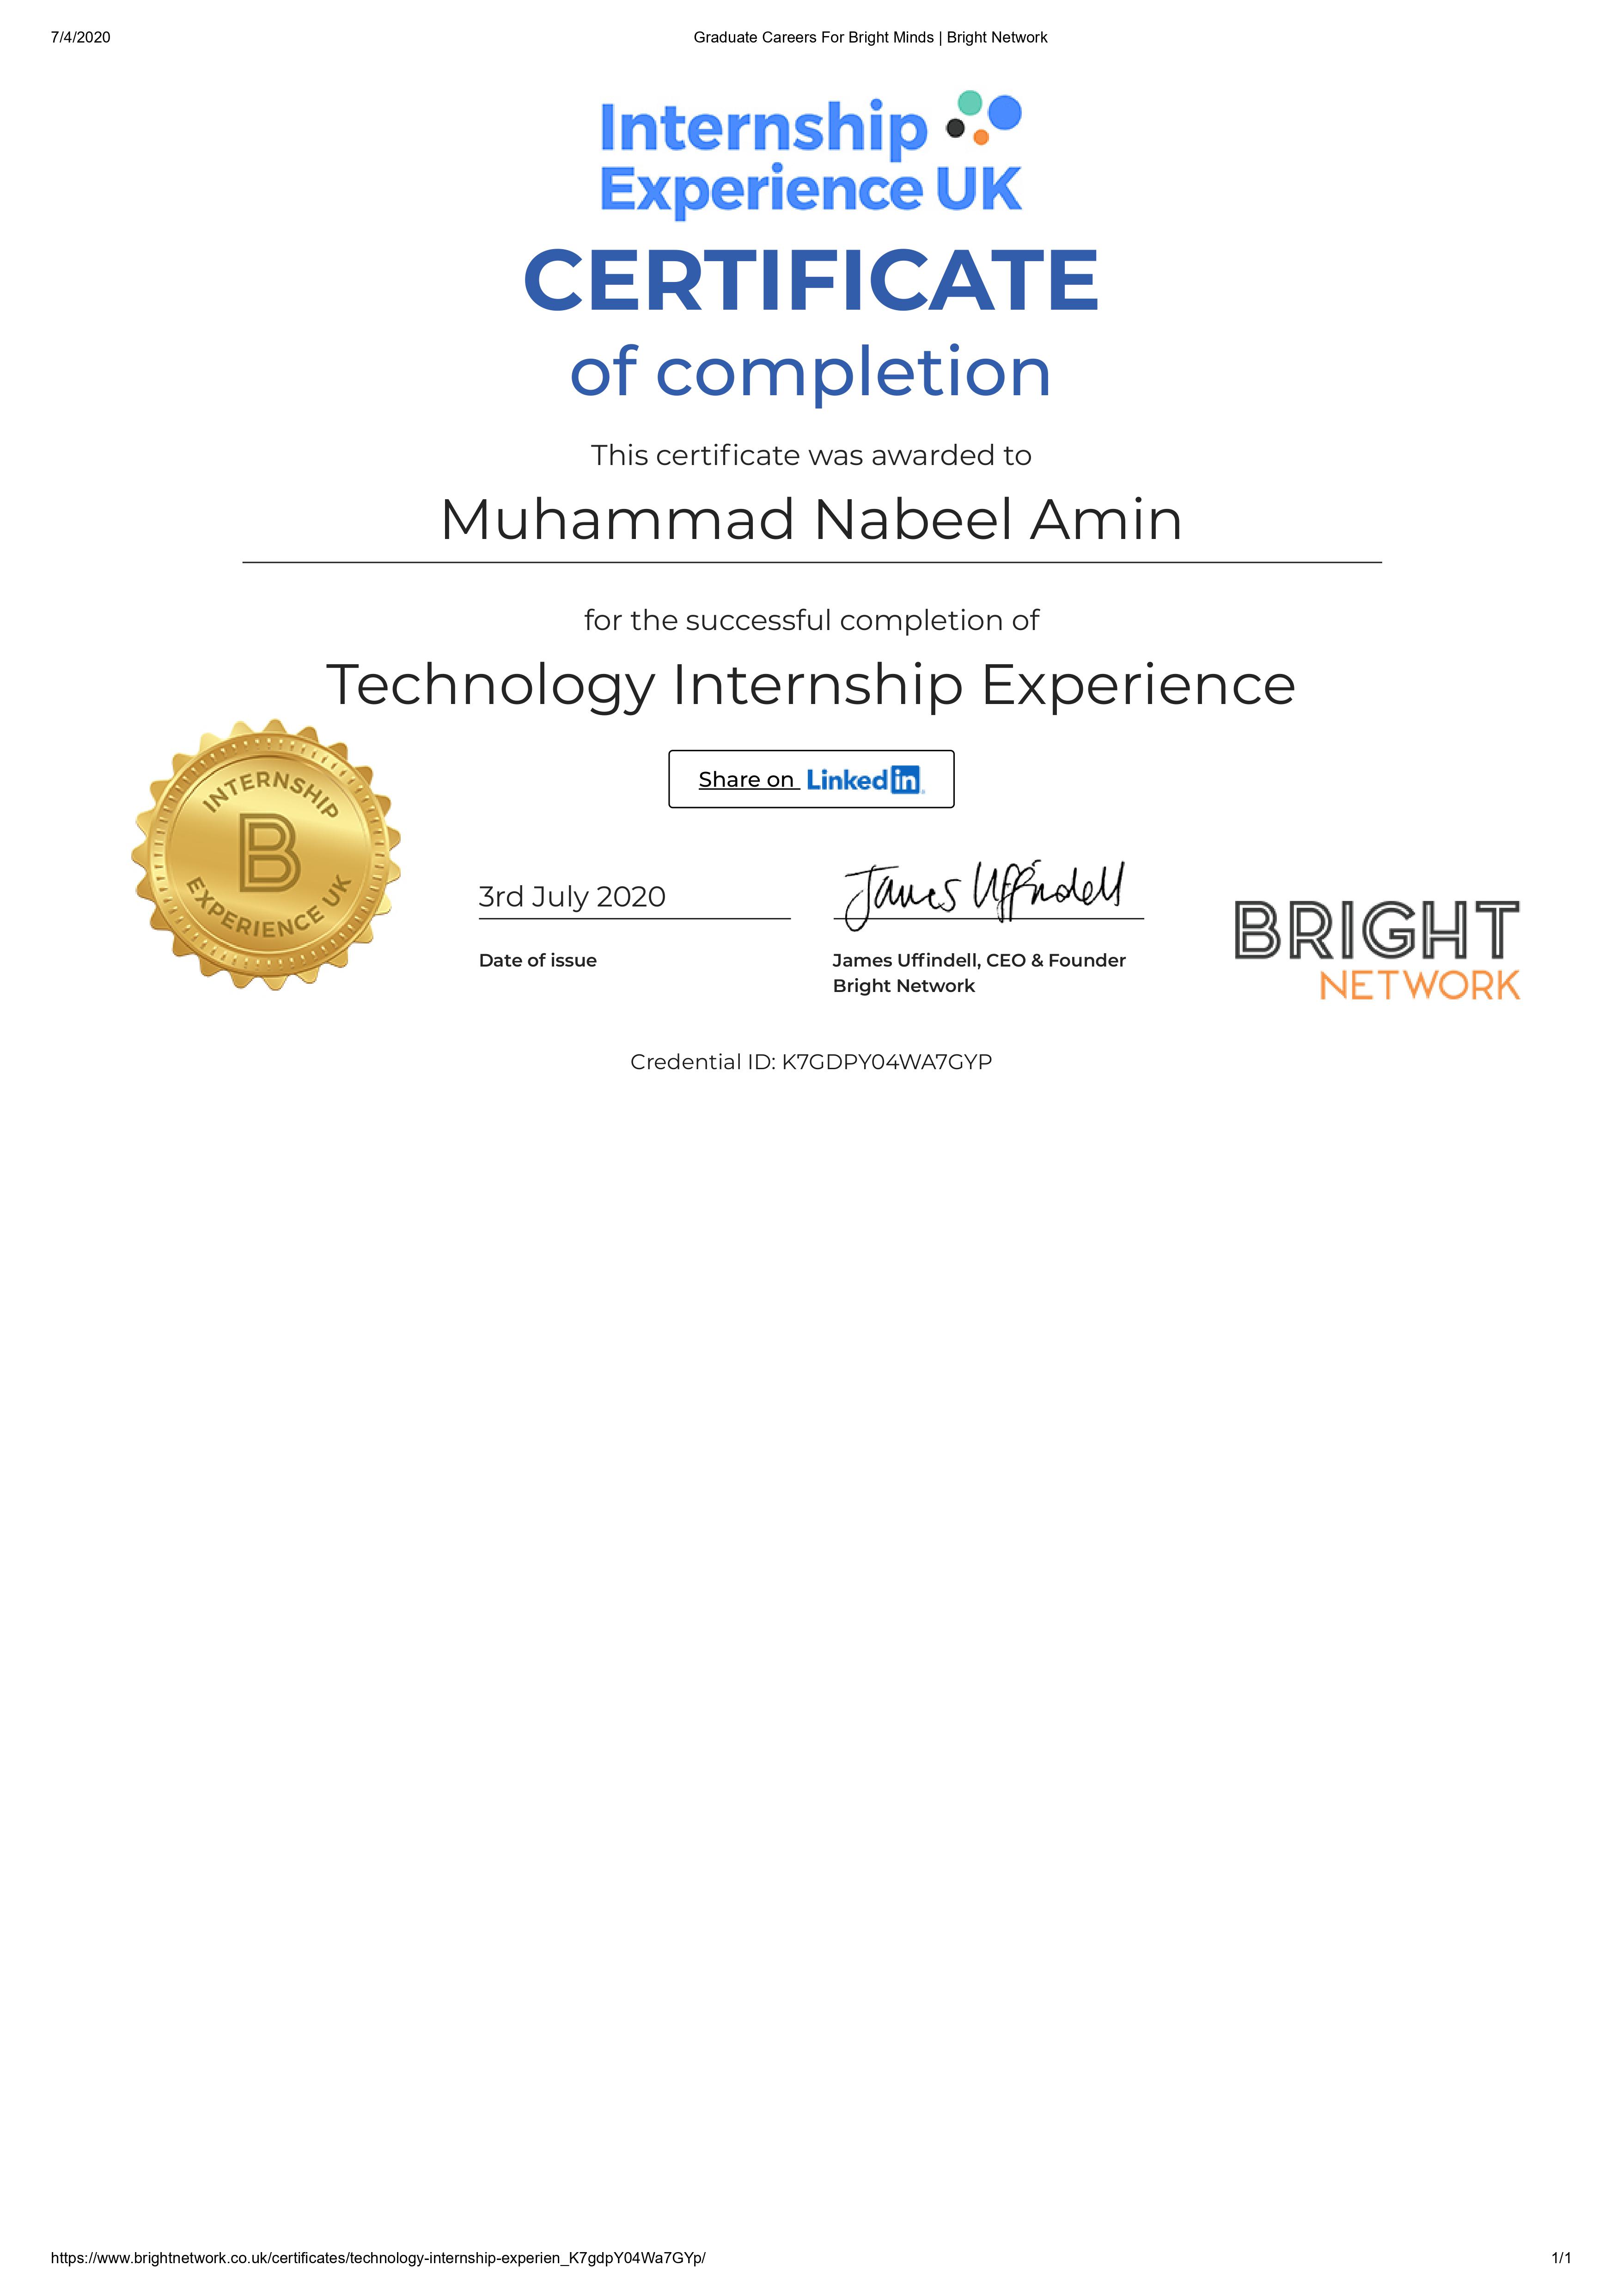 7/4/2020 Graduate Careers For Bright Minds | Bright Network
Internship
Experience UK
CERTIFICATE
of completion
This certificate was awarded to
Muhammad Nabeel Amin
for the successful completion of
Technology Internship Experience
Share on LinkedIn
INTERNSHIP
B
EXPERIENCE UK
3rd July 2020
Date of issue
James Uffindell
James Uffindell, CEO & Founder
Bright Network
BRIGHT
NETWORK
Credential ID: K7GDPY04WA7GYP
https://www.brightnetwork.co.uk/certificates/technology-internship-experien_K7gdpY04Wa7GYp/ 1/1